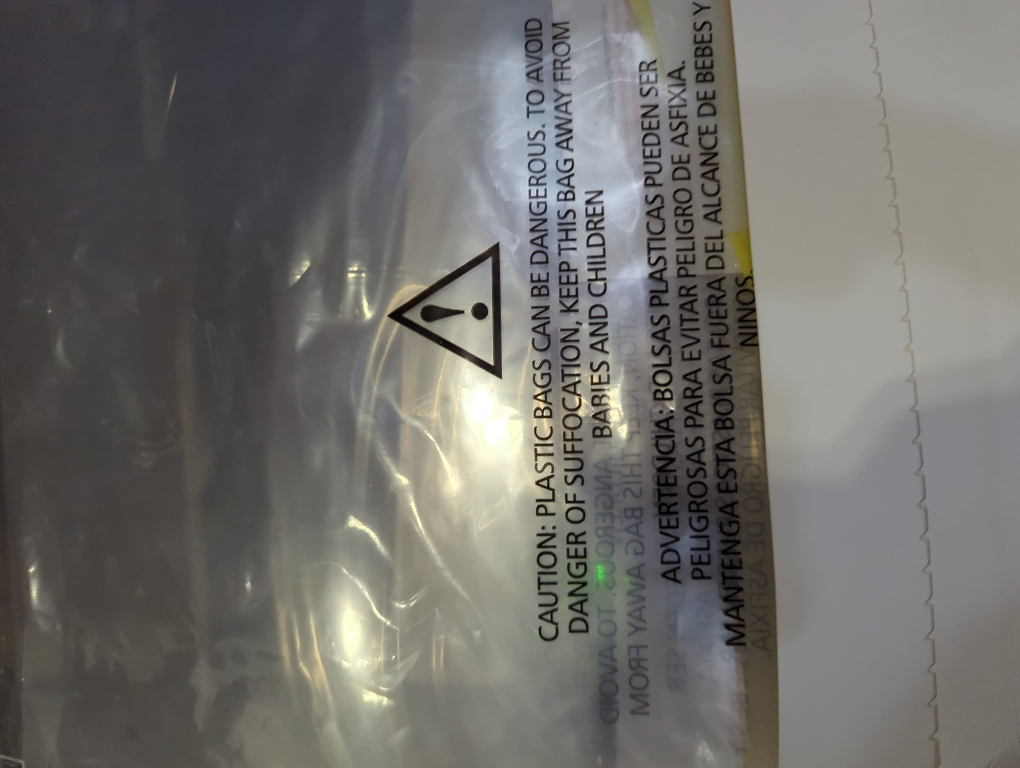 CAUTION: PLASTIC BAGS CAN BE DANGEROUS. TO AVOID
DANGER OF SUFFOCATION, KEEP THIS BAG AWAY FROM
BABIES AND CHILDREN
ADVERTENCIA: BOLSAS PLASTICAS PUEDEN SER
PELIGROSAS PARA EVITAR PELIGRO DE ASFIXIA.
MANTENGA ESTA BOLSA FUERA DEL ALCANCE DE BEBES Y
NINOS.